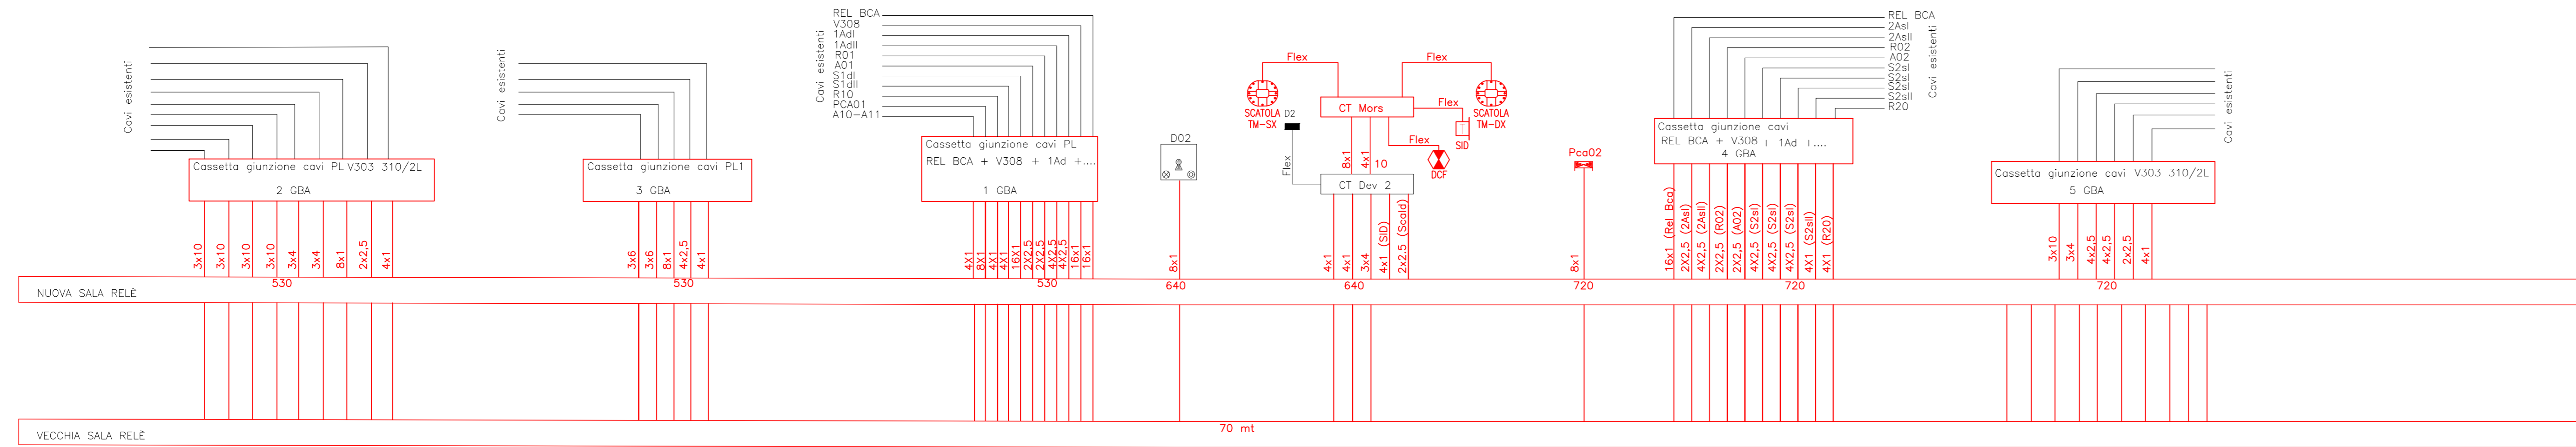 Cavi esistenti
Cassetta giunzione cavi PL V303 310/2L
2 GBA
3x10
3x10
3x10
3x10
3x4
3x4
8x1
2x2,5
4x1
530
Cavi esistenti
Cassetta giunzione cavi PL1
3 GBA
3x6
3x6
8x1
4x2,5
4x1
530
Cavi esistenti
REL BCA
V308
1AdI
1AdII
R01
A01
S1dI
S1dII
R10
PCA01
A10-A11
Cassetta giunzione cavi PL
REL BCA + V308 + 1Ad +....
1 GBA
4X1
8X1
4X1
4X1
16X1
2X2,5
2X2,5
4X2,5
4X2,5
16x1
16x1
530
D02
8x1
640
Flex
Flex
SCATOLA
TM-SX
D2
CT Mors
Flex
SCATOLA
TM-DX
SID
Flex
DCF
Flex
8x1
4x1
10
CT Dev 2
4x1
4x1
3x4
4x1 (SID)
2x2.5 (Scald)
640
Pca02
8x1
720
REL BCA
2AsI
2AsII
R02
A02
S2sI
S2sI
S2sI
S2sII
R20
Cavi esistenti
Cassetta giunzione cavi
REL BCA + V308 + 1Ad +....
4 GBA
16x1 (Rel Bca)
2X2,5 (2AsI)
4X2,5 (2AsII)
2X2,5 (R02)
2X2,5 (A02)
4X2,5 (S2sI)
4X2,5 (S2sI)
4X2,5 (S2sI)
4X1 (S2sII)
4X1 (R20)
720
Cavi esistenti
Cassetta giunzione cavi V303 310/2L
5 GBA
3x10
3x4
4x2,5
4x2,5
2x2,5
4x1
720
NUOVA SALA RELÈ
VECCHIA SALA RELÈ
70 mt